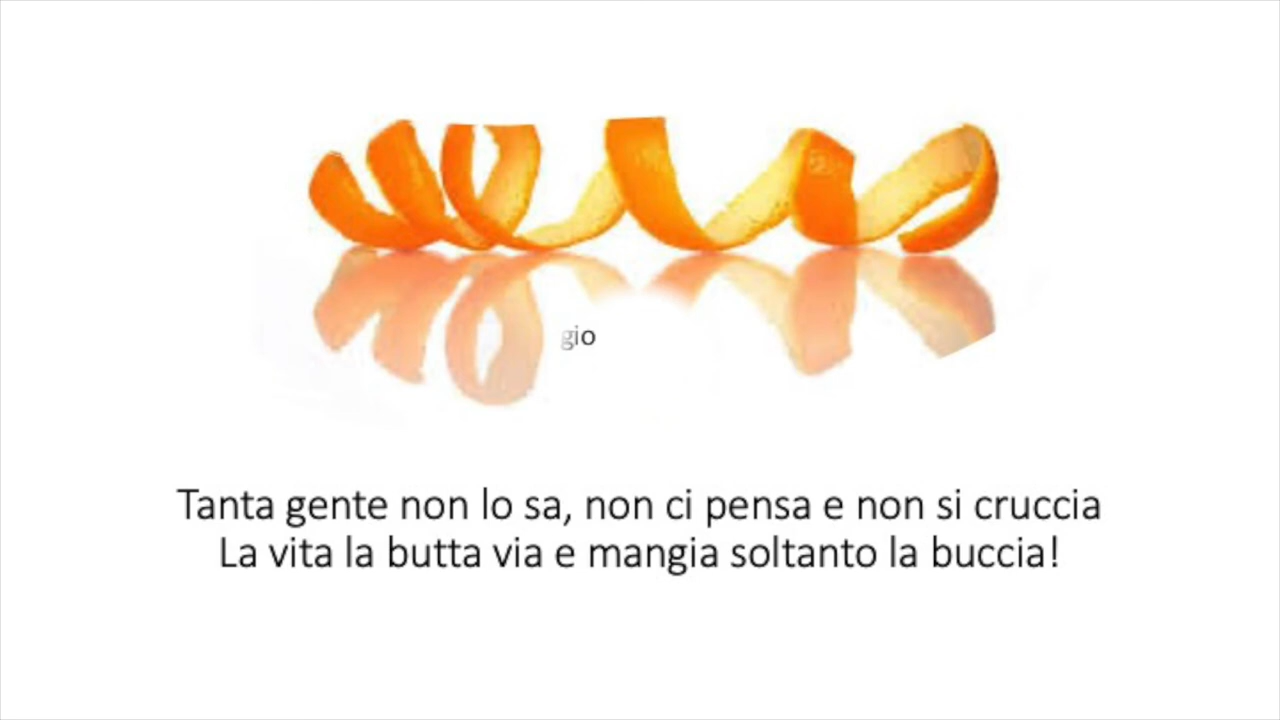 gio
Tanta gente non lo sa, non ci pensa e non si cruccia
La vita la butta via e mangia soltanto la buccia!